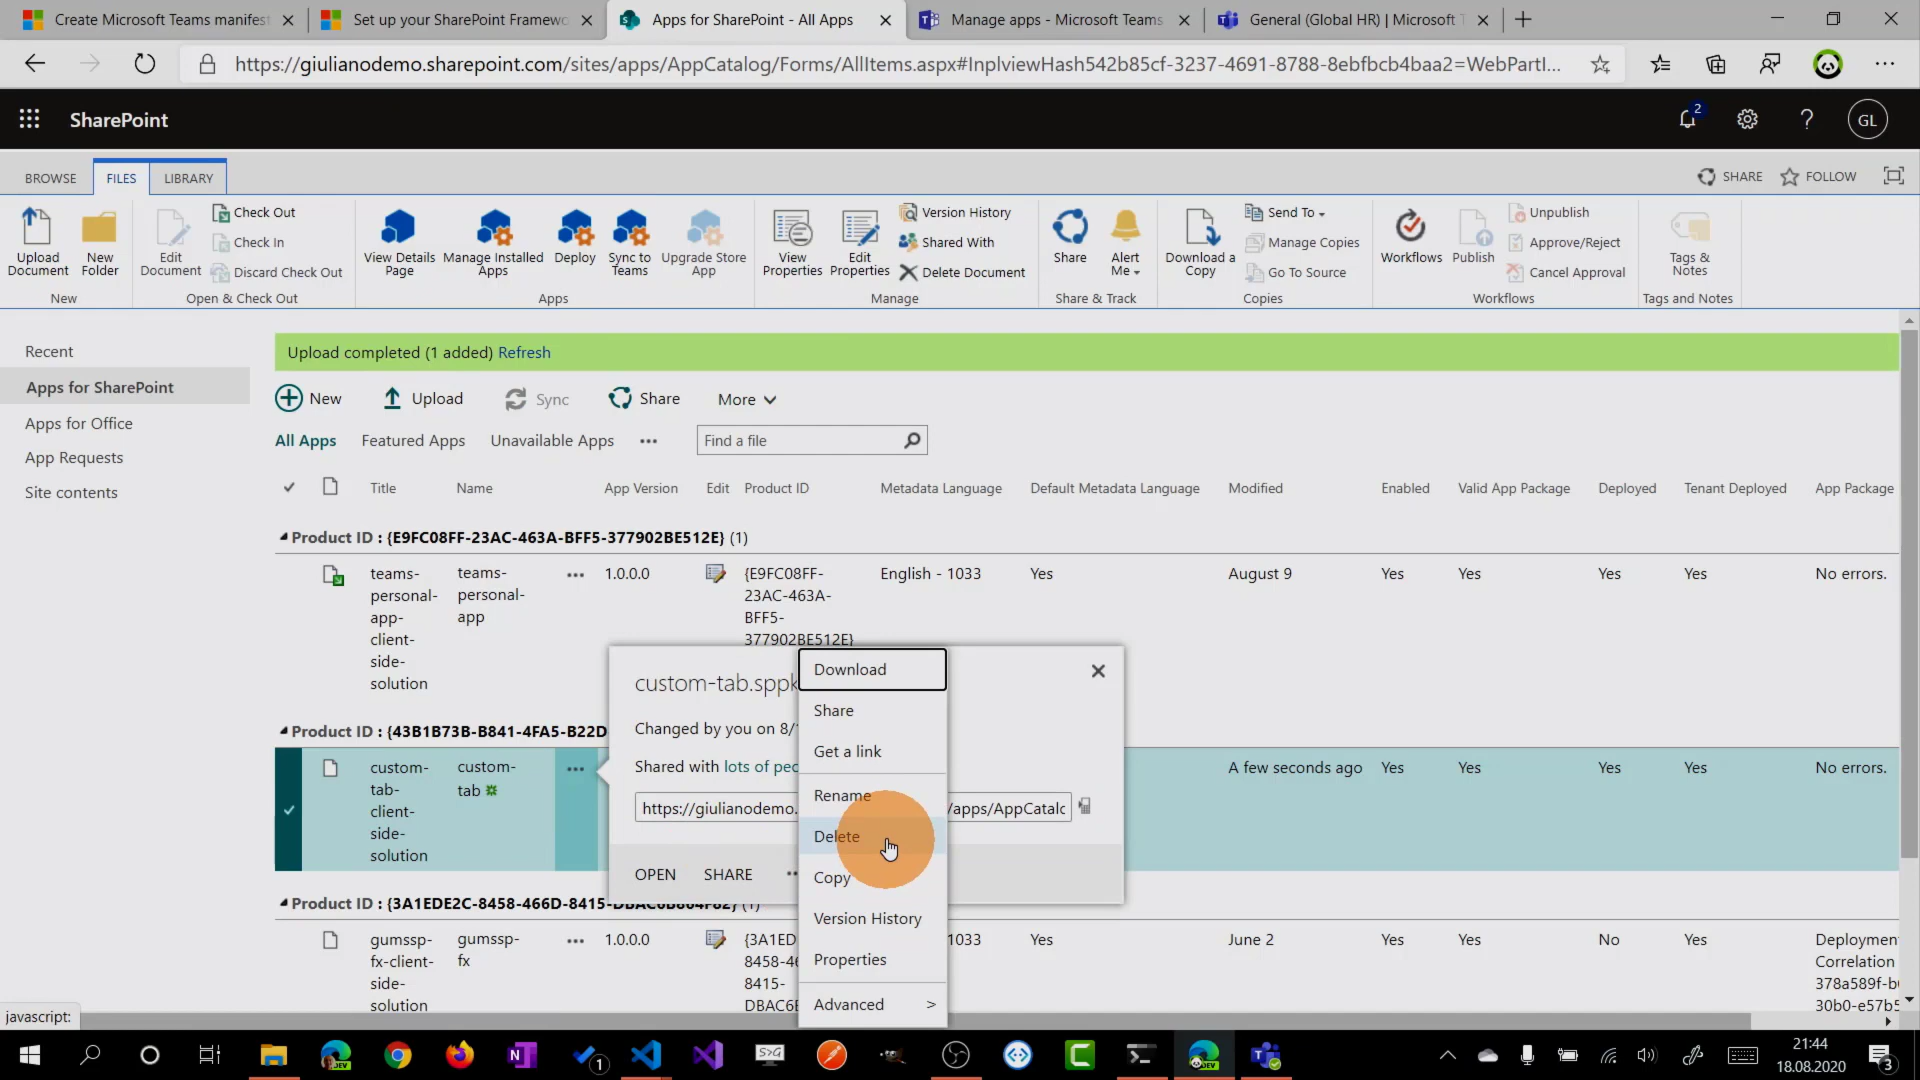 Create Microsoft Teams manifest
Set up your SharePoint Framewo
Apps for SharePoint - All Apps
Manage apps - Microsoft Teams
General (Global HR) | Microsoft T
https://giulianodemo.sharepoint.com/sites/apps/AppCatalog/Forms/AllItems.aspx#InplviewHash542b85cf-3237-4691-8788-8ebfbcb4baa2=WebPartI...
SharePoint
2
GL
BROWSE
FILES
LIBRARY
SHARE
FOLLOW
Upload Document
New Folder
New
Edit Document
Check Out
Check In
Discard Check Out
Open & Check Out
View Details Page
Manage Installed Apps
Deploy
Sync to Teams
Upgrade Store App
Apps
View Properties
Edit Properties
Version History
Shared With
Delete Document
Manage
Share
Alert Me
Share & Track
Download a Copy
Send To
Manage Copies
Go To Source
Copies
Workflows
Publish
Unpublish
Approve/Reject
Cancel Approval
Workflows
Tags & Notes
Tags and Notes
Recent
Apps for SharePoint
Apps for Office
App Requests
Site contents
Upload completed (1 added) Refresh
New
Upload
Sync
Share
More
All Apps
Featured Apps
Unavailable Apps
Find a file
Title
Name
App Version
Edit
Product ID
Metadata Language
Default Metadata Language
Modified
Enabled
Valid App Package
Deployed
Tenant Deployed
App Package
Product ID : {E9FC08FF-23AC-463A-BFF5-377902BE512E} (1)
teams-
personal-
app-
client-
side-
solution
teams-
personal-
app
1.0.0.0
{E9FC08FF-
23AC-463A-
BFF5-
377902BE512E}
English - 1033
Yes
August 9
Yes
Yes
Yes
Yes
No errors.
Product ID : {43B1B73B-B841-4FA5-B22D
custom-
tab-
client-
side-
solution
custom-
tab
A few seconds ago
Yes
Yes
Yes
Yes
No errors.
custom-tab.sppk
Changed by you on 8/1
Shared with lots of peo
https://giulianodemo.
/apps/AppCatalo
OPEN
SHARE
Download
Share
Get a link
Rename
Delete
Copy
Version History
Properties
Advanced >
Product ID : {3A1EDE2C-8458-466D-8415-DBAC6B864F82} (1)
gumssp-
fx-client-
side-
solution
gumssp-
fx
1.0.0.0
{3A1ED
8458-46
8415-
DBAC6B
1033
Yes
June 2
Yes
Yes
No
Yes
Deploymen
Correlation
378a589f-b
30b0-e57b5
javascript:
1
21:44
18.08.2020
3